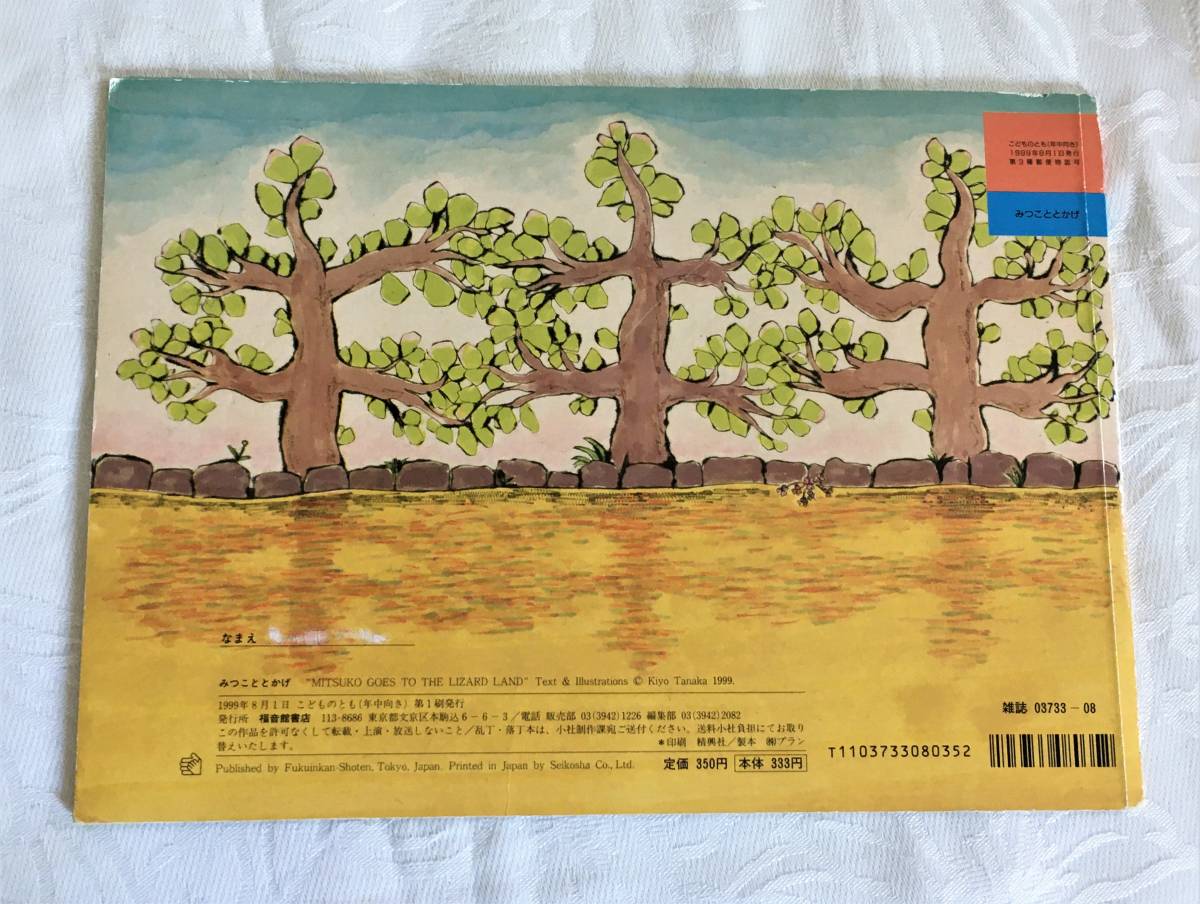 こどものとも(年中向き)
1999年8月1日発行
第3種郵便物認可
みつこととかげ
なまえ
みつこととかげ "MITSUKO GOES TO THE LIZARD LAND" Text & Illustrations © Kiyo Tanaka 1999.
1999年8月1日 こどものとも(年中向き) 第1刷発行
発行所 福音館書店 113-8686 東京都文京区本駒込6-6-3/電話 販売部 03(3942)1226 編集部 03(3942)2082
この作品を許可なくして転載・上演・放送しないこと/乱丁・落丁本は、小社制作課宛ご送付ください。送料小社負担にてお取り
替えいたします。 *印刷 精興社/製本 ㈱プラン
Published by Fukuinkan-Shoten, Tokyo, Japan. Printed in Japan by Seikosha Co., Ltd. 定価 350円 本体 333円
雑誌 03733-08
T1103733080352